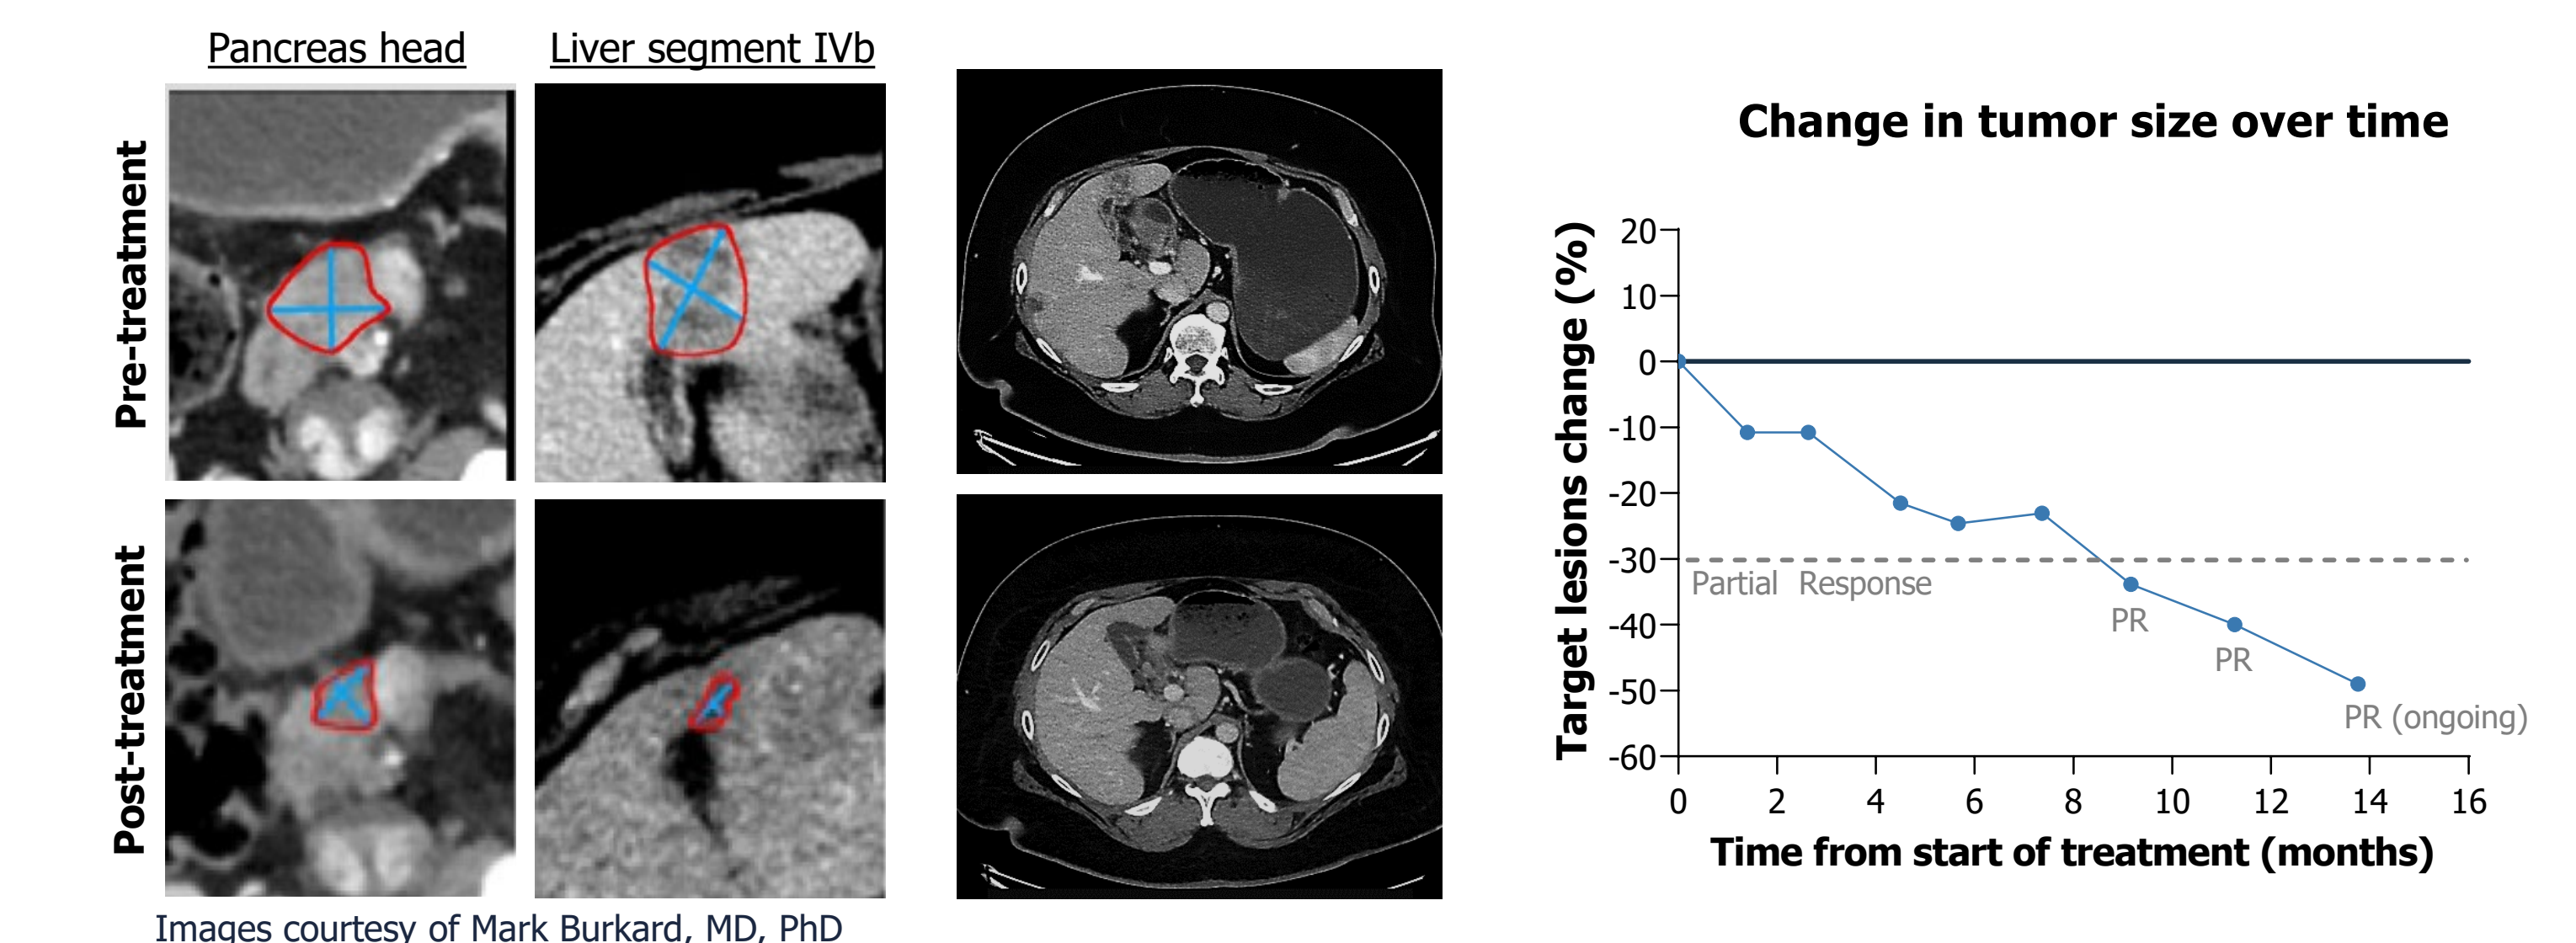 Pancreas head
Liver segment IVb
Pre-treatment
Post-treatment
Images courtesy of Mark Burkard, MD, PhD
Change in tumor size over time
Target lesions change (%)
20
10
0
-10
-20
-30
-40
-50
-60
Partial Response
PR
PR
PR (ongoing)
0 2 4 6 8 10 12 14 16
Time from start of treatment (months)